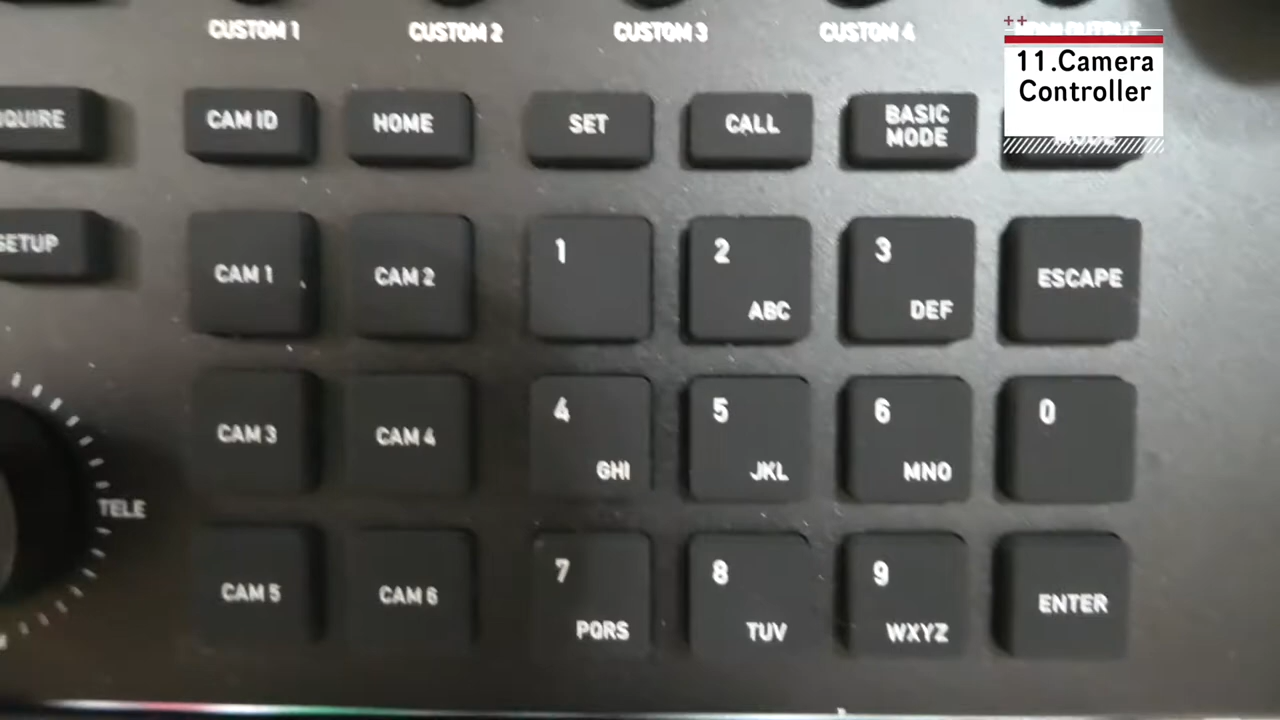 CUSTOM 1
CUSTOM 2
CUSTOM 3
CUSTOM 4
11.Camera
Controller
CAM ID
HOME
SET
CALL
BASIC
MODE
MODE
SETUP
CAM 1
CAM 2
1
2
ABC
3
DEF
ESCAPE
CAM 3
CAM 4
4
GHI
5
JKL
6
MNO
0
TELE
CAM 5
CAM 6
7
PQRS
8
TUV
9
WXYZ
ENTER